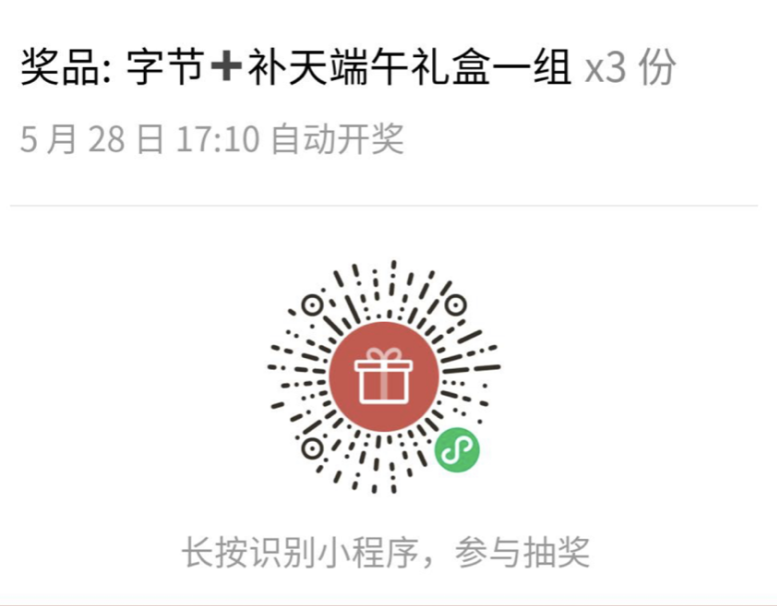 奖品: 字节➕补天端午礼盒一组 x3 份
5 月 28 日 17:10 自动开奖
长按识别小程序，参与抽奖